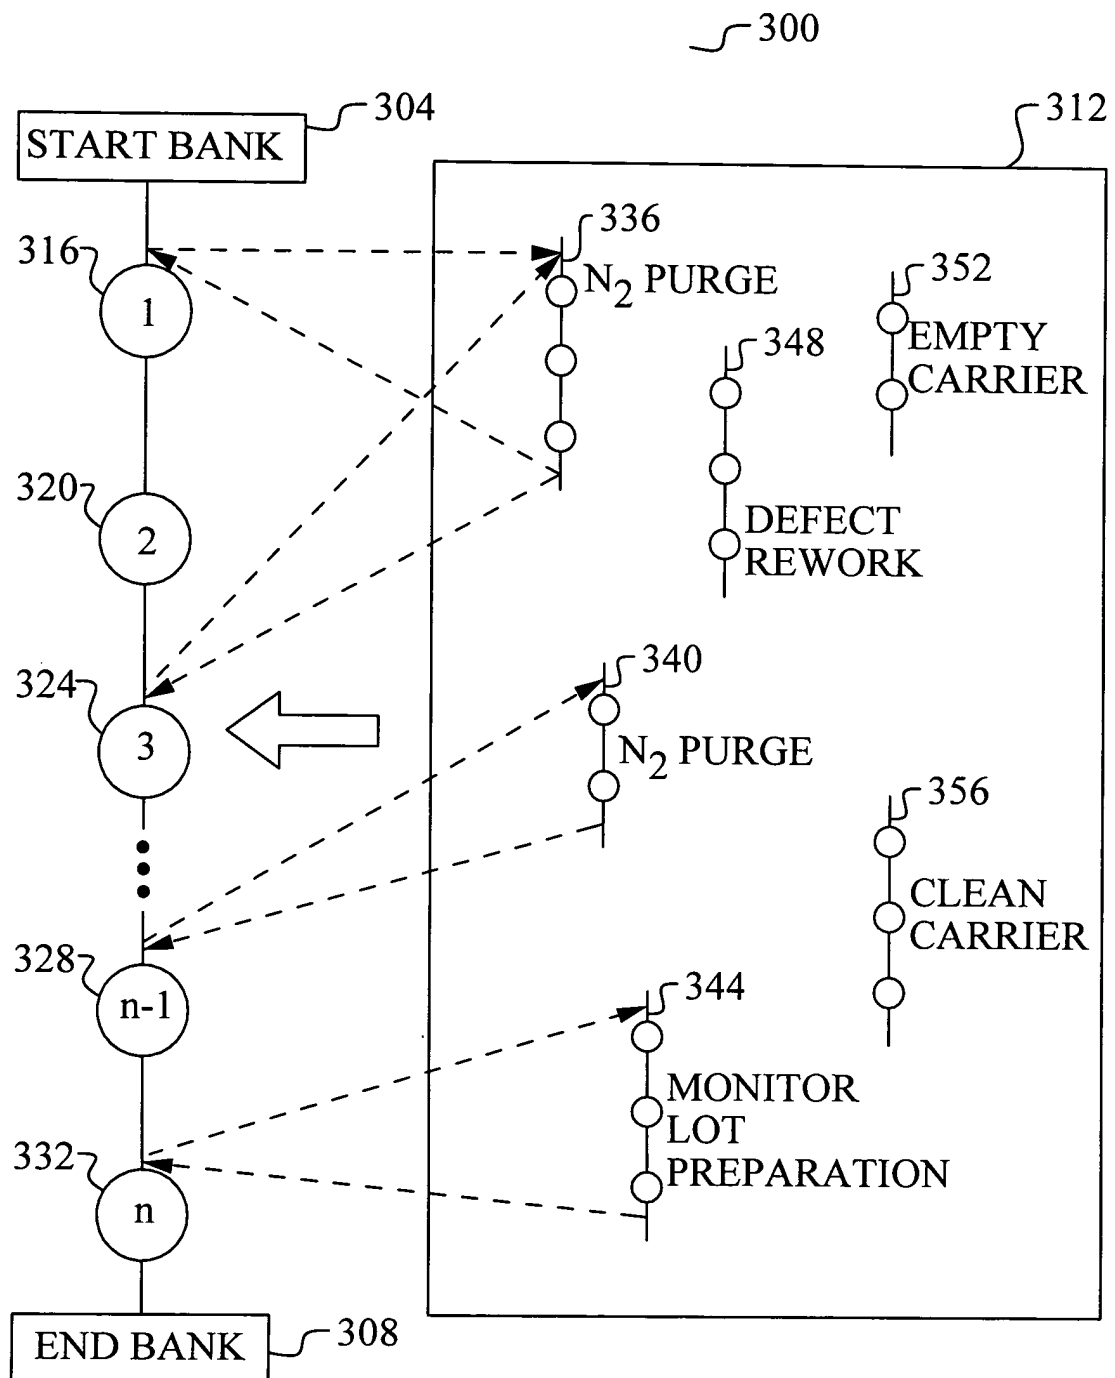 300
304
312
START BANK
316
1
336
N2 PURGE
352
EMPTY
CARRIER
348
320
2
DEFECT
REWORK
324
3
340
N2 PURGE
356
CLEAN
CARRIER
328
n-1
344
MONITOR
LOT
PREPARATION
332
n
END BANK
308